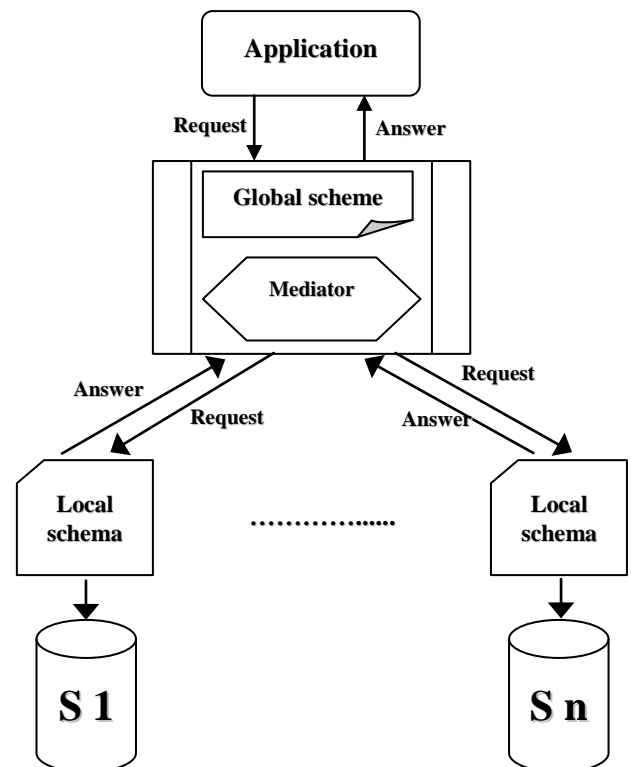 Application
Request
Answer
Global scheme
Mediator
Answer
Request
Request
Answer
Local
schema
....................
Local
schema
S 1
S n